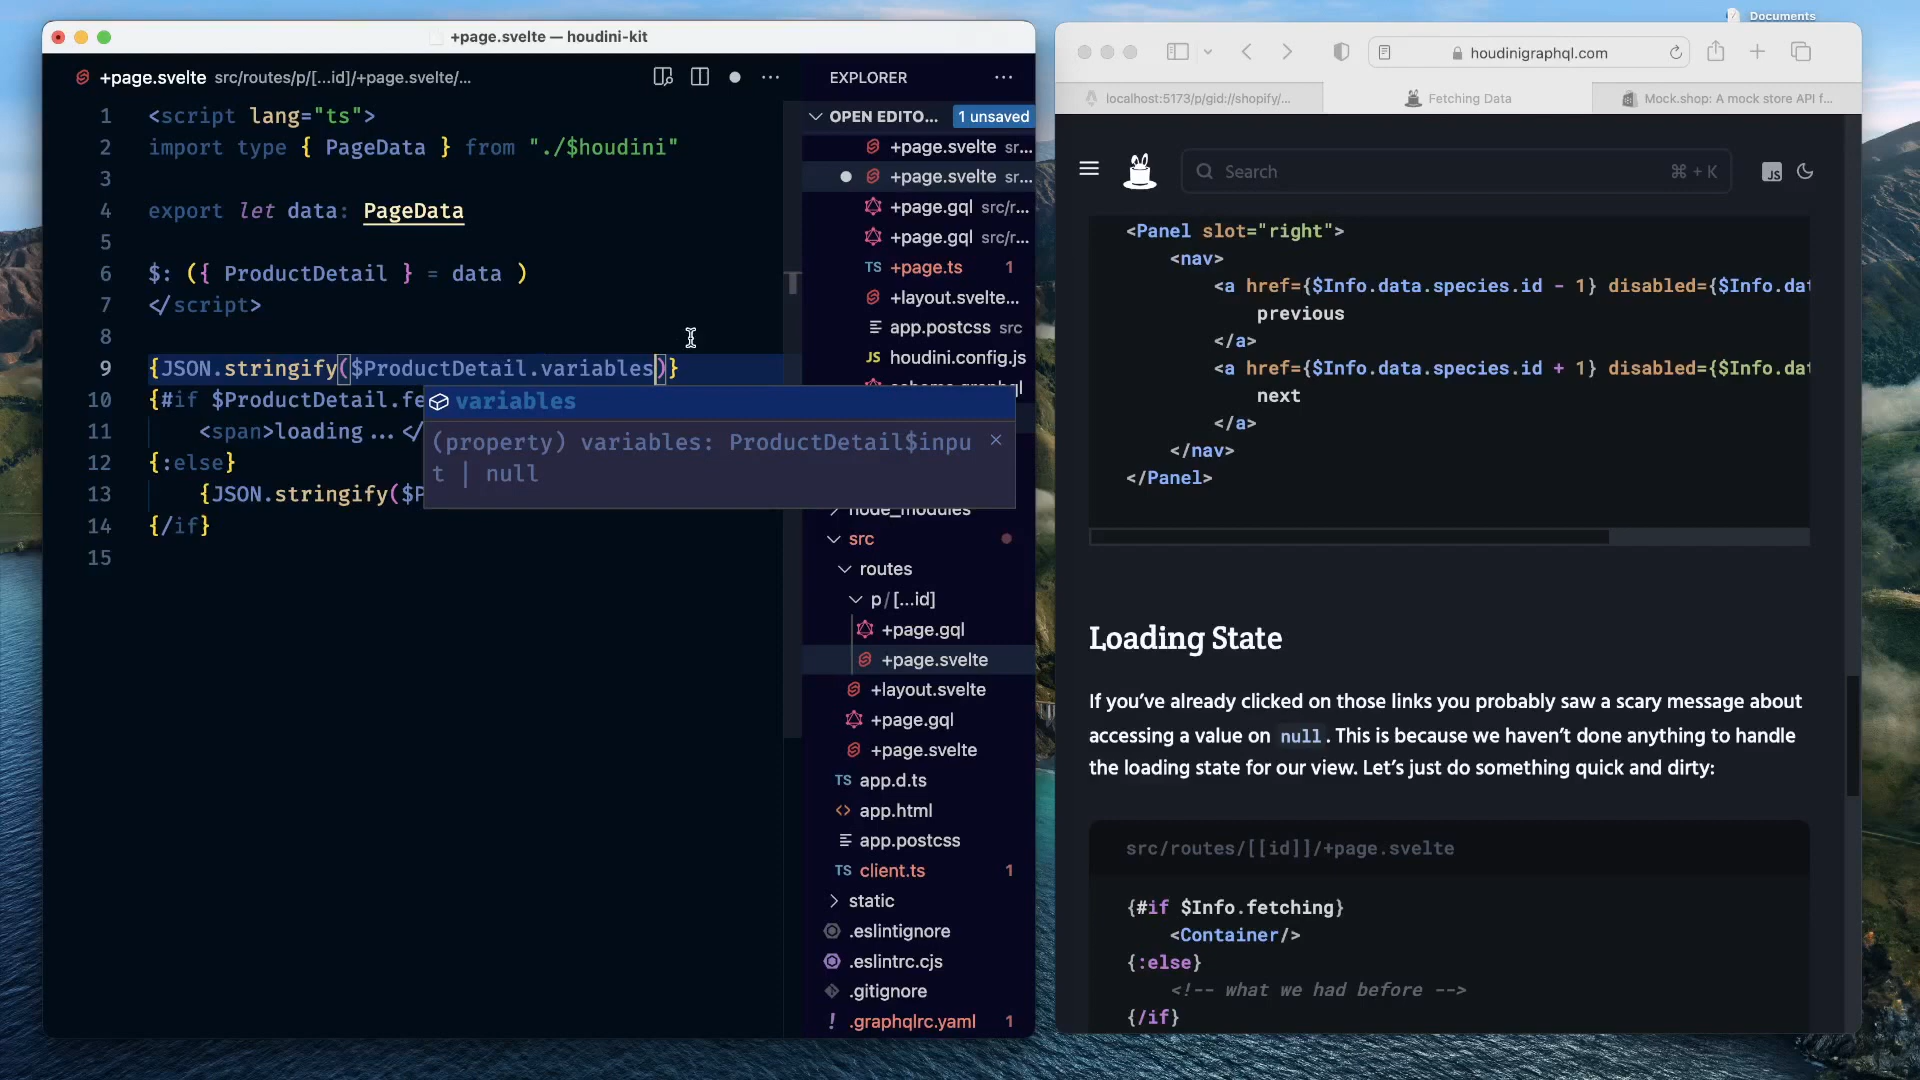 Documents
+page.svelte — houdini-kit
+page.svelte src/routes/p/[...id]/+page.svelte/...
1 <script lang="ts">
2 import type { PageData } from "./$houdini"
3
4 export let data: PageData
5
6 $: ({ ProductDetail } = data )
7 </script>
8
9 {JSON.stringify($ProductDetail.variables)}
10 {#if $ProductDetail.fe
11 <span>loading...</
12 {:else}
13 {JSON.stringify($P
14 {/if}
15
variables
(property) variables: ProductDetail$inpu
t | null
EXPLORER
OPEN EDITO... 1 unsaved
+page.svelte sr...
+page.svelte sr...
+page.gql src/r...
+page.gql src/r...
TS +page.ts 1
+layout.svelte...
app.postcss src
JS houdini.config.js
schema.graphql
node_modules
src
routes
p/[...id]
+page.gql
+page.svelte
+layout.svelte
+page.gql
+page.svelte
TS app.d.ts
app.html
app.postcss
TS client.ts 1
static
.eslintignore
.eslintrc.cjs
.gitignore
! .graphqlrc.yaml 1
houdinigraphql.com
localhost:5173/p/gid://shopify/...
Fetching Data
Mock.shop: A mock store API f...
Search ⌘ + K
JS
<Panel slot="right">
<nav>
<a href={$Info.data.species.id - 1} disabled={$Info.dat
previous
</a>
<a href={$Info.data.species.id + 1} disabled={$Info.dat
next
</a>
</nav>
</Panel>
Loading State
If you’ve already clicked on those links you probably saw a scary message about
accessing a value on null. This is because we haven’t done anything to handle
the loading state for our view. Let’s just do something quick and dirty:
src/routes/[[id]]/+page.svelte
{#if $Info.fetching}
<Container/>
{:else}
<!-- what we had before -->
{/if}